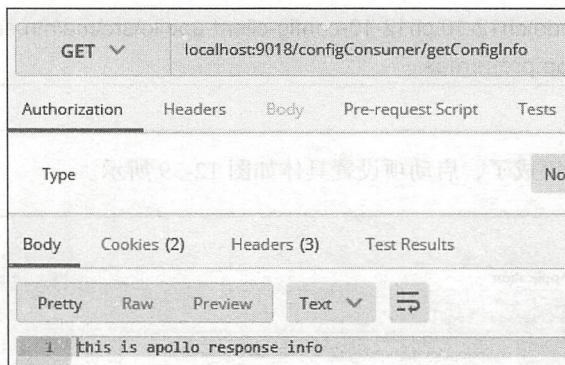 GET localhost:9018/configConsumer/getConfigInfo
Authorization Headers Body Pre-request Script Tests
Type No
Body Cookies (2) Headers (3) Test Results
Pretty Raw Preview Text
1 this is apollo response info